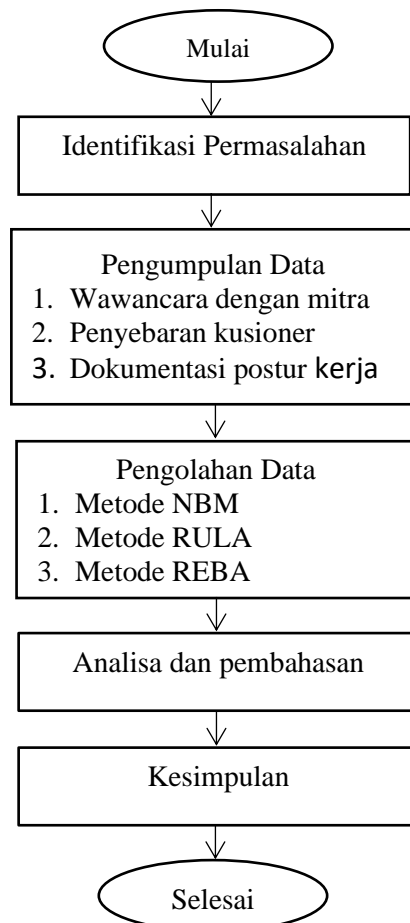 Mulai
Identifikasi Permasalahan
Pengumpulan Data
1. Wawancara dengan mitra
2. Penyebaran kusioner
3. Dokumentasi postur kerja
Pengolahan Data
1. Metode NBM
2. Metode RULA
3. Metode REBA
Analisa dan pembahasan
Kesimpulan
Selesai